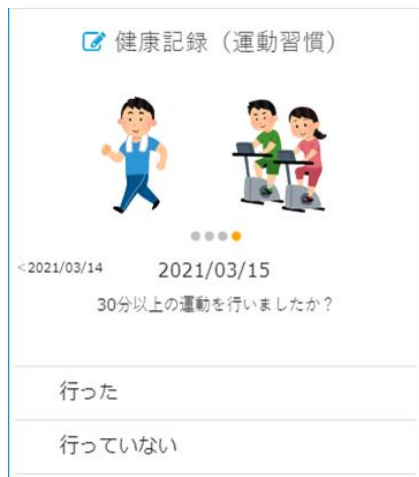 健康記録（運動習慣）
<2021/03/14 2021/03/15
30分以上の運動を行いましたか？
行った
行っていない